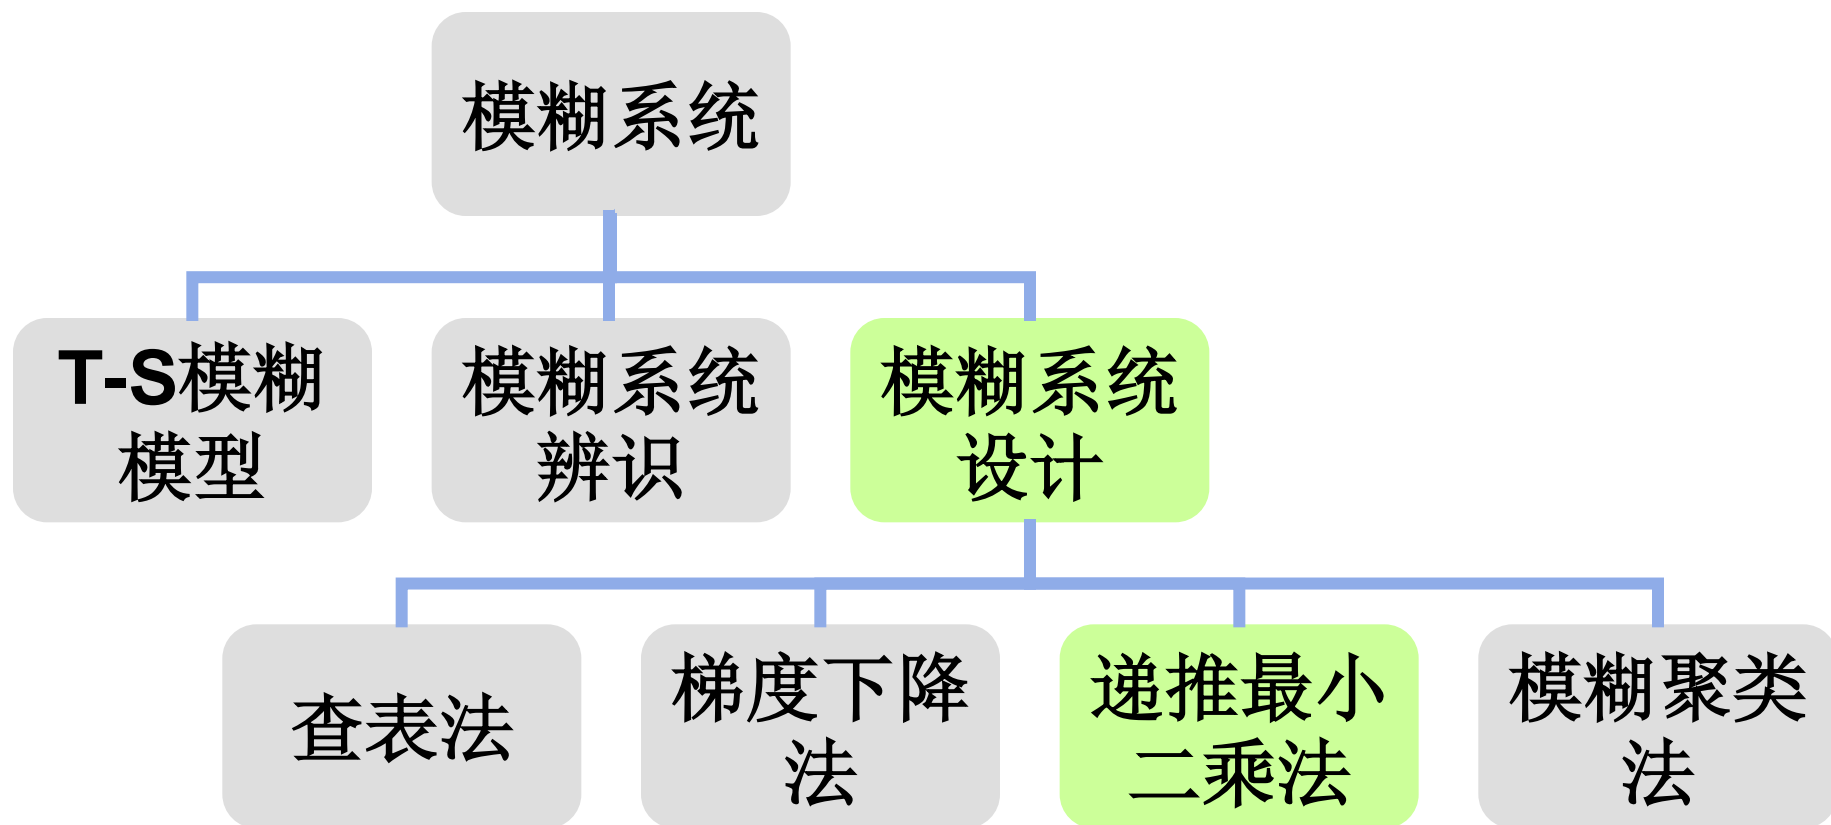 模糊系统
T-S模糊
模型
模糊系统
辨识
模糊系统
设计
查表法
梯度下降
法
递推最小
二乘法
模糊聚类
法